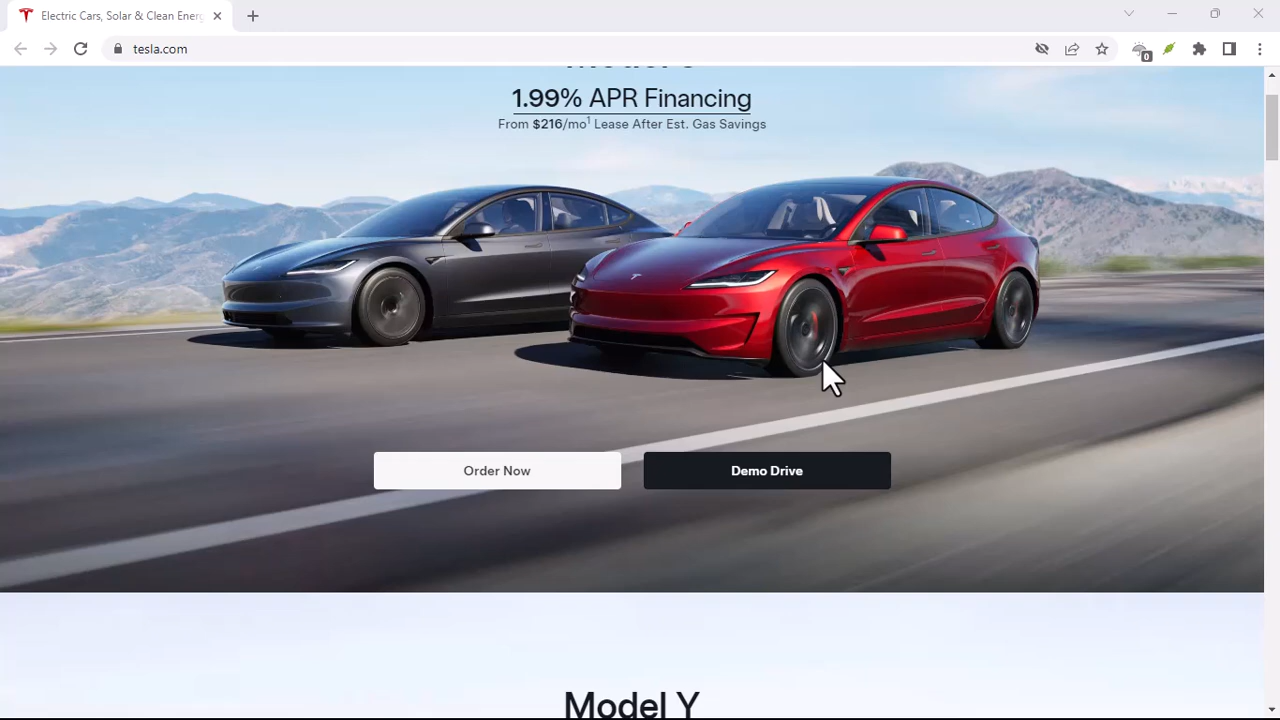 Electric Cars, Solar & Clean Energ
tesla.com
0
1.99% APR Financing
From $216/mo¹ Lease After Est. Gas Savings
Order Now
Demo Drive
Model Y